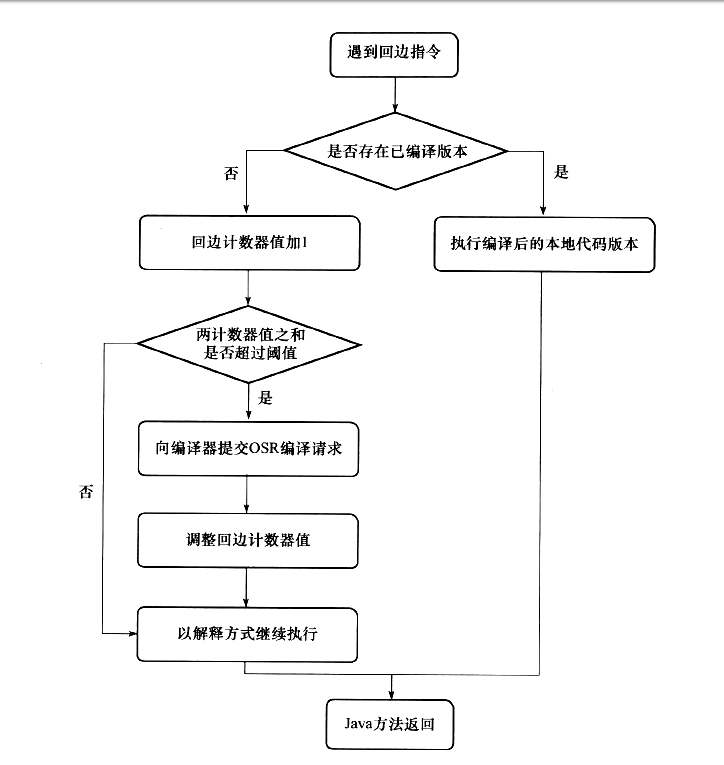 遇到回边指令
是否存在已编译版本
否
是
回边计数器值加1
执行编译后的本地代码版本
两计数器值之和
是否超过阈值
是
向编译器提交OSR编译请求
否
调整回边计数器值
以解释方式继续执行
Java方法返回